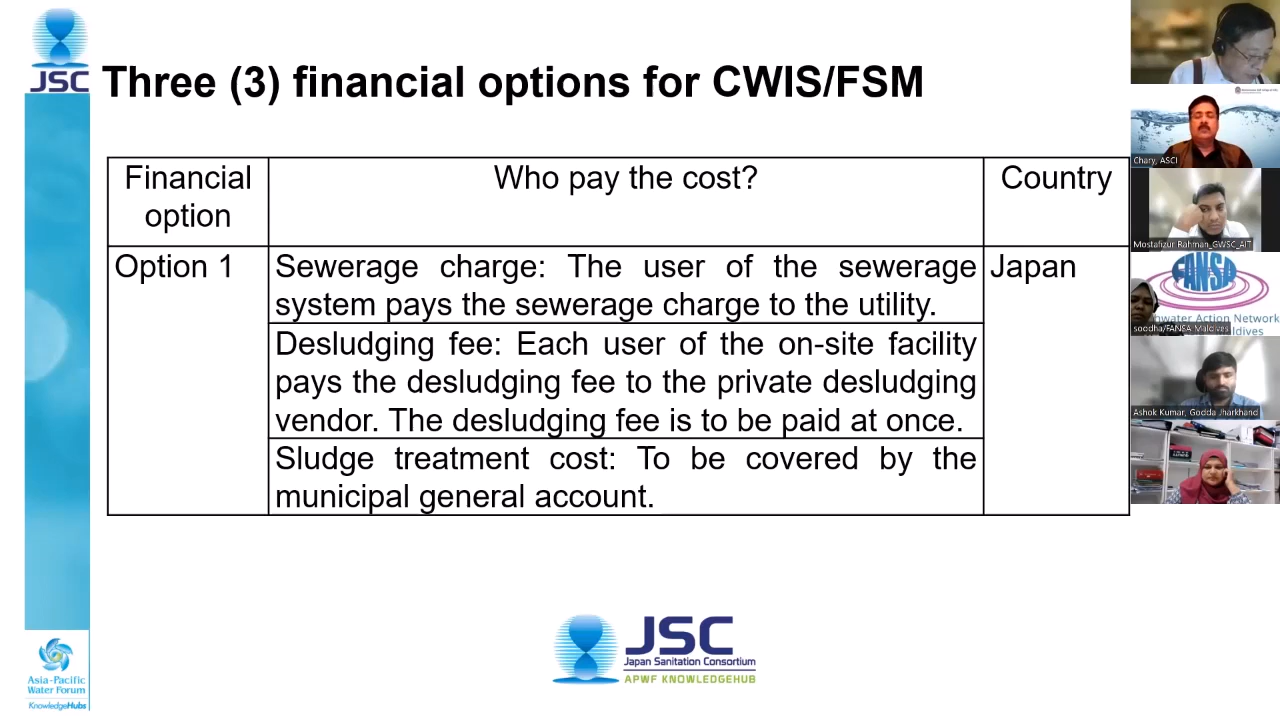 JSC
Three (3) financial options for CWIS/FSM
Financial option
Who pay the cost?
Country
Option 1
Sewerage charge: The user of the sewerage
system pays the sewerage charge to the utility.
Japan
Desludging fee: Each user of the on-site facility
pays the desludging fee to the private desludging
vendor. The desludging fee is to be paid at once.
Sludge treatment cost: To be covered by the
municipal general account.
JSC
Japan Sanitation Consortium
APWF KNOWLEDGEHUB
Asia-Pacific
Water Forum
KnowledgeHubs
Chary, ASCI
Mostafizur Rahman_GWSC_AIT
FANSA
water Action Network
soodha/FANSA Maldives
ldives
Ashok Kumar, Godda Jharkhand